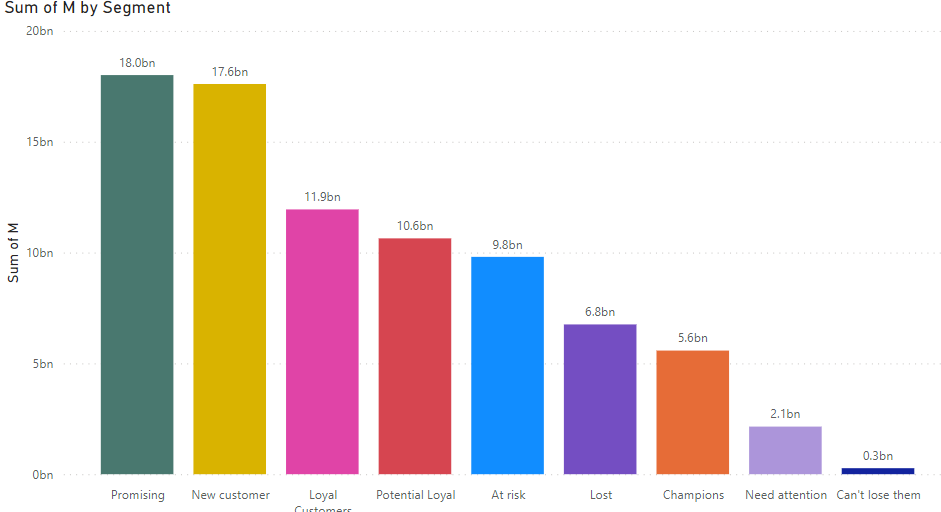 Sum of M by Segment
20bn
15bn
10bn
5bn
0bn
Sum of M
18.0bn
17.6bn
11.9bn
10.6bn
9.8bn
6.8bn
5.6bn
2.1bn
0.3bn
Promising
New customer
Loyal
Customers
Potential Loyal
At risk
Lost
Champions
Need attention
Can't lose them